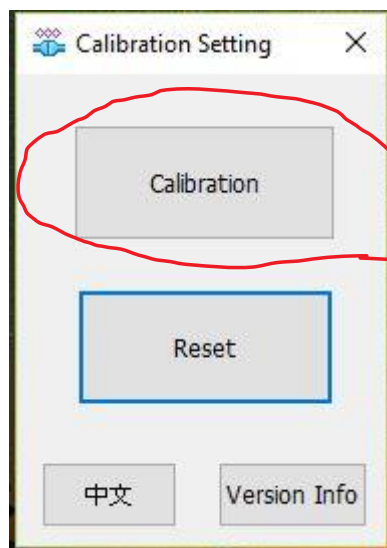 Calibration Setting
Calibration
Reset
中文
Version Info